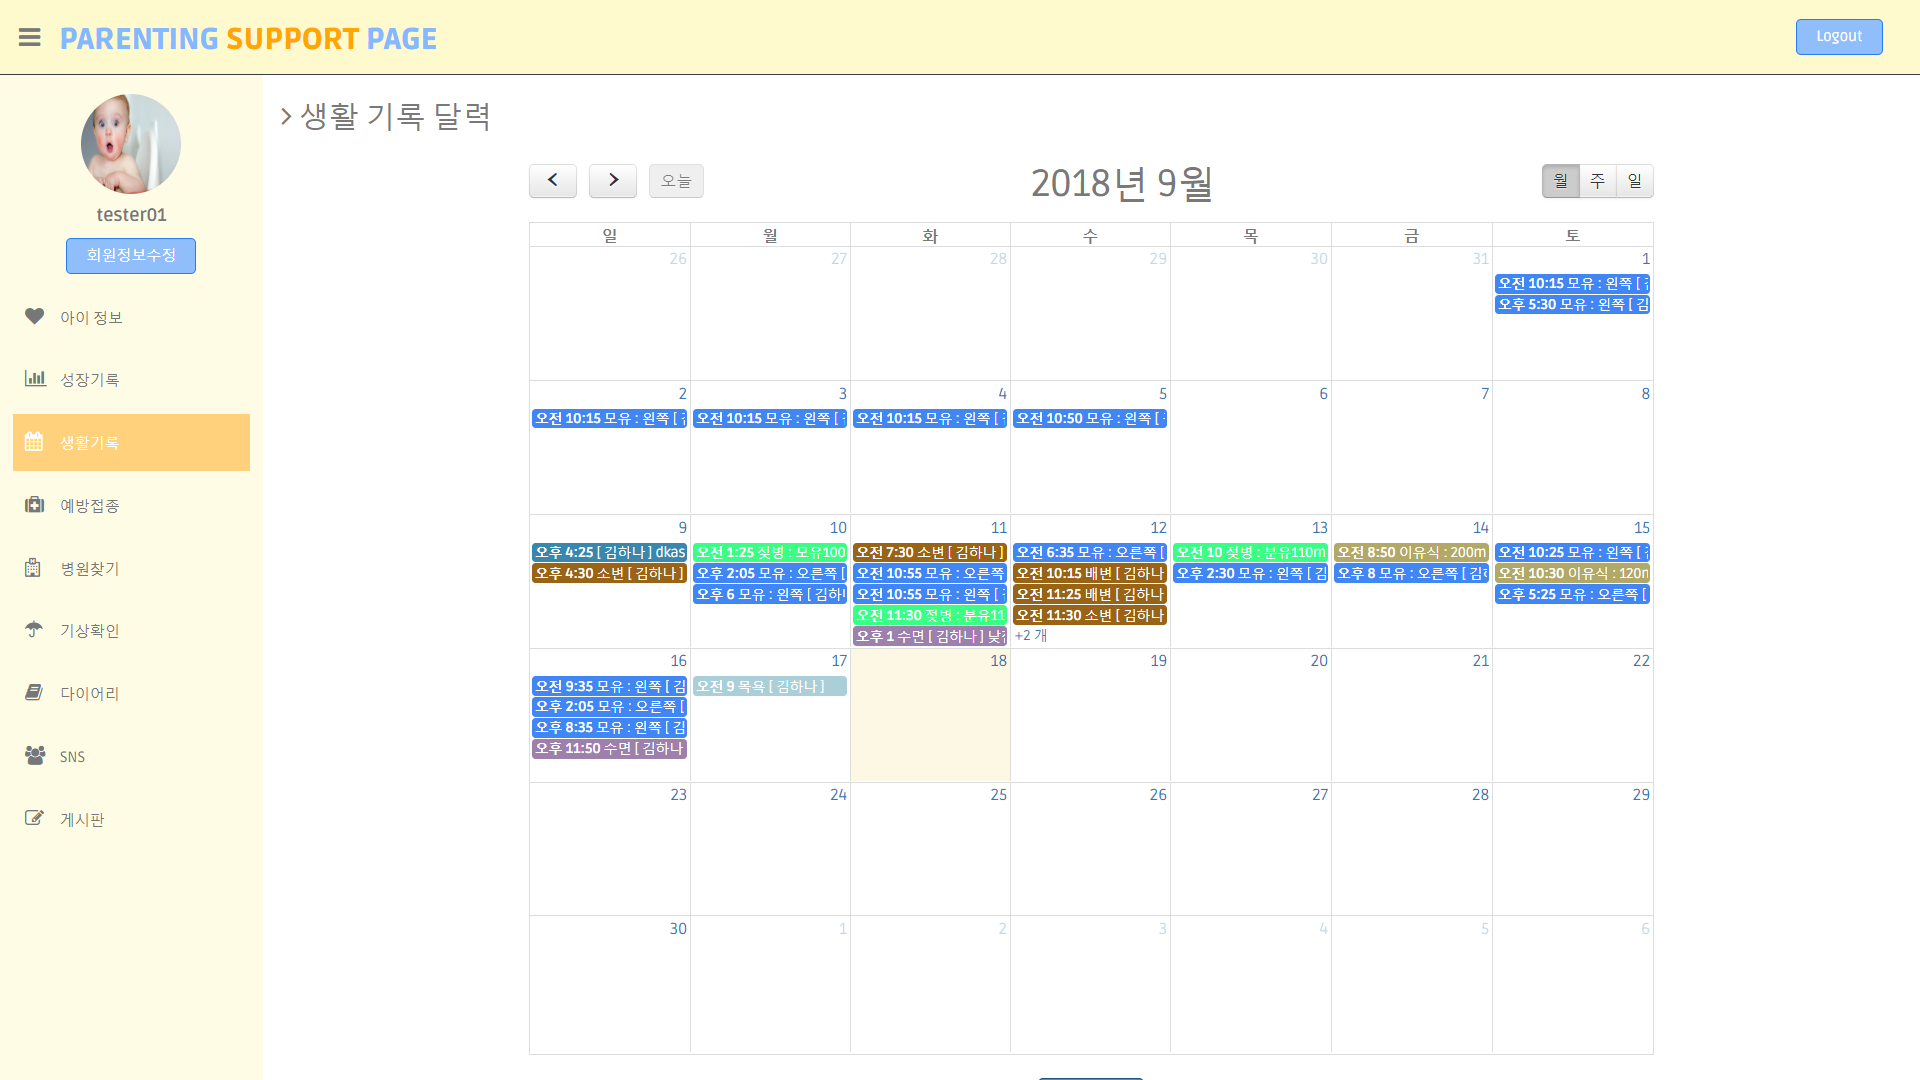 PARENTING SUPPORT PAGE
Logout
tester01
회원정보수정
아이 정보
성장기록
생활기록
예방접종
병원찾기
기상확인
다이어리
SNS
게시판
생활 기록 달력
오늘
2018년 9월
월 주 일
일 월 화 수 목 금 토
26 27 28 29 30 31 1
오전 10:15 모유 : 왼쪽 [
오후 5:30 모유 : 왼쪽 [ 김
2 3 4 5 6 7 8
오전 10:15 모유 : 왼쪽 [ 오전 10:15 모유 : 왼쪽 [ 오전 10:15 모유 : 왼쪽 [ 오전 10:50 모유 : 왼쪽 [
9 10 11 12 13 14 15
오후 4:25 [ 김하나 ] dkas 오전 1:25 젖병 : 모유100 오전 7:30 소변 [ 김하나 ] 오전 6:35 모유 : 오른쪽 [ 오전 10 젖병 : 분유110m 오전 8:50 이유식 : 200m 오전 10:25 모유 : 왼쪽 [
오후 4:30 소변 [ 김하나 ] 오후 2:05 모유 : 오른쪽 [ 오전 10:55 모유 : 오른쪽 오전 10:15 배변 [ 김하나 오후 2:30 모유 : 왼쪽 [ 김 오후 8 모유 : 오른쪽 [ 김 오전 10:30 이유식 : 120m
오후 6 모유 : 왼쪽 [ 김하 오전 10:55 모유 : 왼쪽 [ 오전 11:25 배변 [ 김하나 오후 5:25 모유 : 오른쪽 [
오전 11:30 젖병 : 분유11 오전 11:30 소변 [ 김하나
오후 1 수면 [ 김하나 ] 낮 +2 개
16 17 18 19 20 21 22
오전 9:35 모유 : 왼쪽 [ 김 오전 9 목욕 [ 김하나 ]
오후 2:05 모유 : 오른쪽 [
오후 8:35 모유 : 왼쪽 [ 김
오후 11:50 수면 [ 김하나
23 24 25 26 27 28 29
30 1 2 3 4 5 6